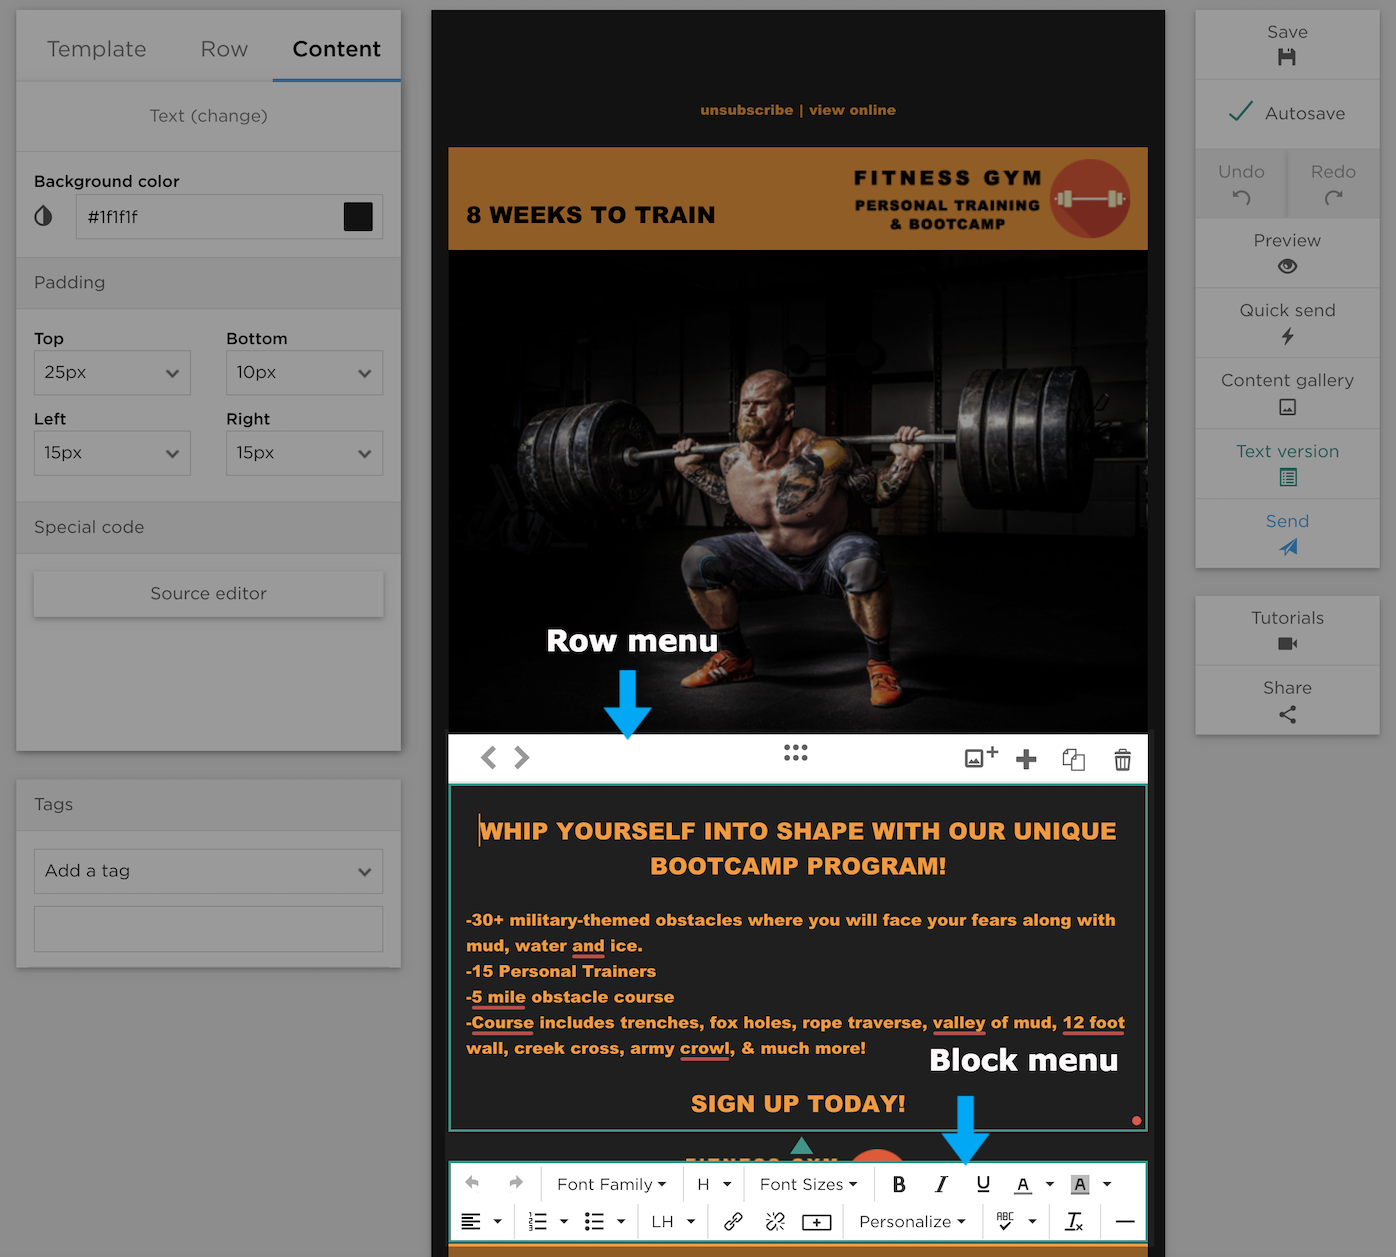 Template Row Content
Text (change)
Background color
#1f1f1f
Padding
Top Bottom
25px 10px
Left Right
15px 15px
Special code
Source editor
Tags
Add a tag
unsubscribe | view online
8 WEEKS TO TRAIN
FITNESS GYM
PERSONAL TRAINING
& BOOTCAMP
Row menu
WHIP YOURSELF INTO SHAPE WITH OUR UNIQUE
BOOTCAMP PROGRAM!
-30+ military-themed obstacles where you will face your fears along with
mud, water and ice.
-15 Personal Trainers
-5 mile obstacle course
-Course includes trenches, fox holes, rope traverse, valley of mud, 12 foot
wall, creek cross, army crowl, & much more!
Block menu
SIGN UP TODAY!
FITNESS GYM
Font Family H Font Sizes B I U A A
LH Personalize ABC Tx
Save
Autosave
Undo Redo
Preview
Quick send
Content gallery
Text version
Send
Tutorials
Share